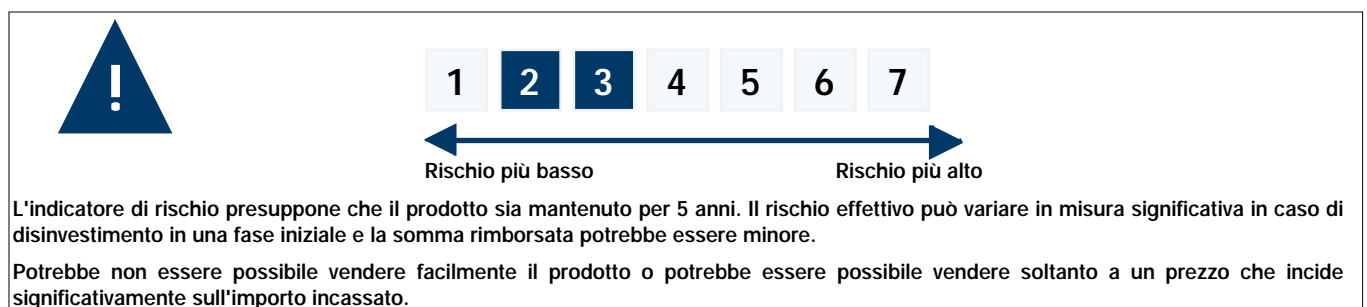 !
1 2 3 4 5 6 7
Rischio più basso Rischio più alto
L'indicatore di rischio presuppone che il prodotto sia mantenuto per 5 anni. Il rischio effettivo può variare in misura significativa in caso di
disinvestimento in una fase iniziale e la somma rimborsata potrebbe essere minore.
Potrebbe non essere possibile vendere facilmente il prodotto o potrebbe essere possibile vendere soltanto a un prezzo che incide
significativamente sull'importo incassato.